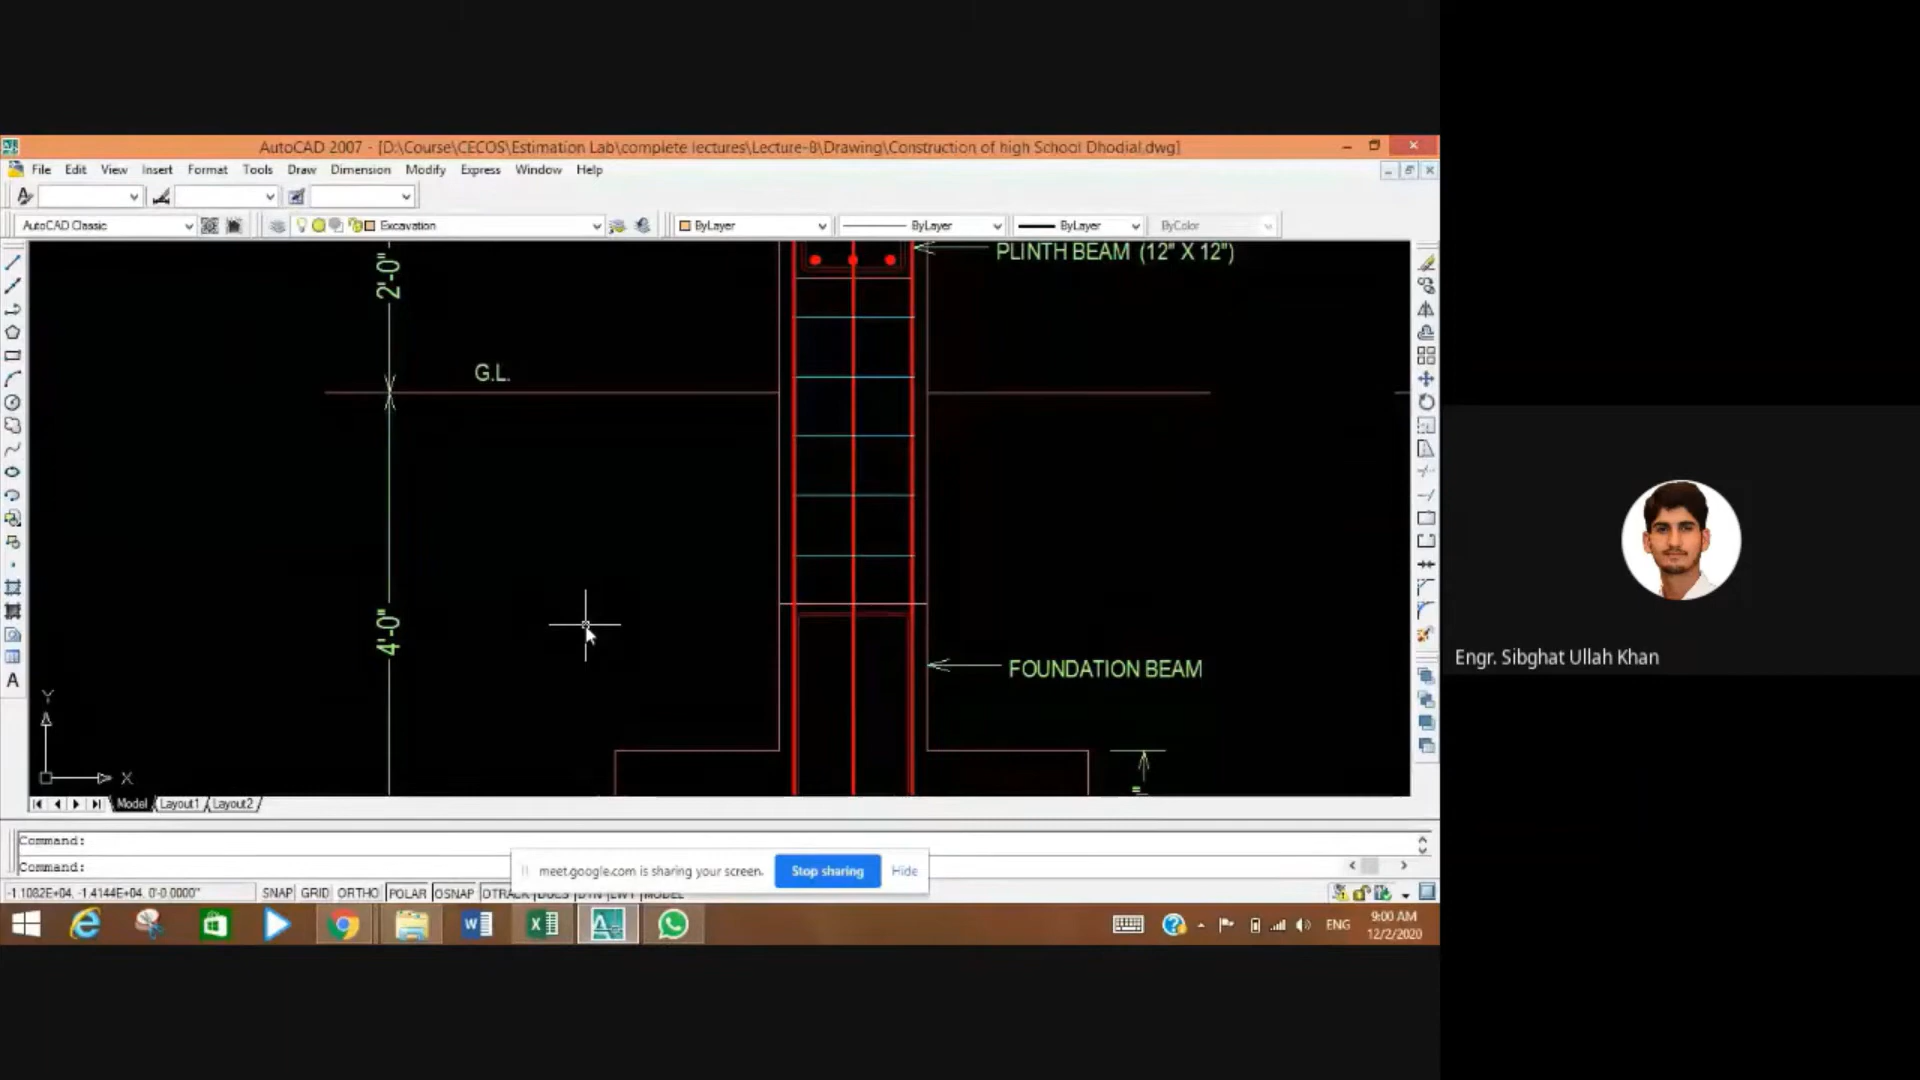 AutoCAD 2007 - [D:\Course\CECOS\Estimation Lab\complete lectures\Lecture-8\Drawing\Construction of high School Dhodial.dwg]
File Edit View Insert Format Tools Draw Dimension Modify Express Window Help
AutoCAD Classic Excavation ByLayer ByLayer ByLayer ByColor
2'-0"
PLINTH BEAM (12" X 12")
G.L.
4'-0"
FOUNDATION BEAM
Y
X
A
Model Layout1 Layout2
Command:
Command:
meet.google.com is sharing your screen. Stop sharing Hide
-1.1082E+04, -1.4144E+04, 0'-0.0000" SNAP GRID ORTHO POLAR OSNAP OTRACK
ENG
9:00 AM
12/2/2020
Engr. Sibghat Ullah Khan